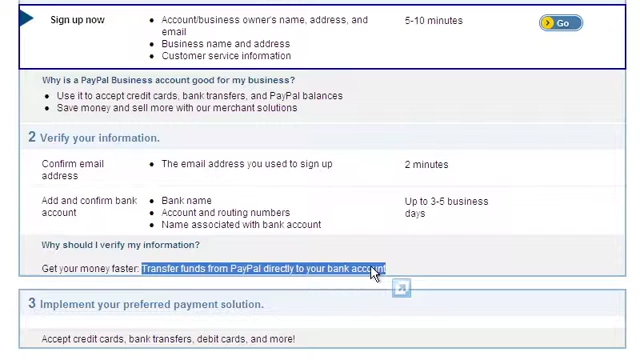 Sign up now
• Account/business owner's name, address, and
email
• Business name and address
• Customer service information
5-10 minutes
Go
Why is a PayPal Business account good for my business?
• Use it to accept credit cards, bank transfers, and PayPal balances
• Save money and sell more with our merchant solutions
2 Verify your information.
Confirm email
address
• The email address you used to sign up
2 minutes
Add and confirm bank
account
• Bank name
• Account and routing numbers
• Name associated with bank account
Up to 3-5 business
days
Why should I verify my information?
Get your money faster: Transfer funds from PayPal directly to your bank account
3 Implement your preferred payment solution.
Accept credit cards, bank transfers, debit cards, and more!